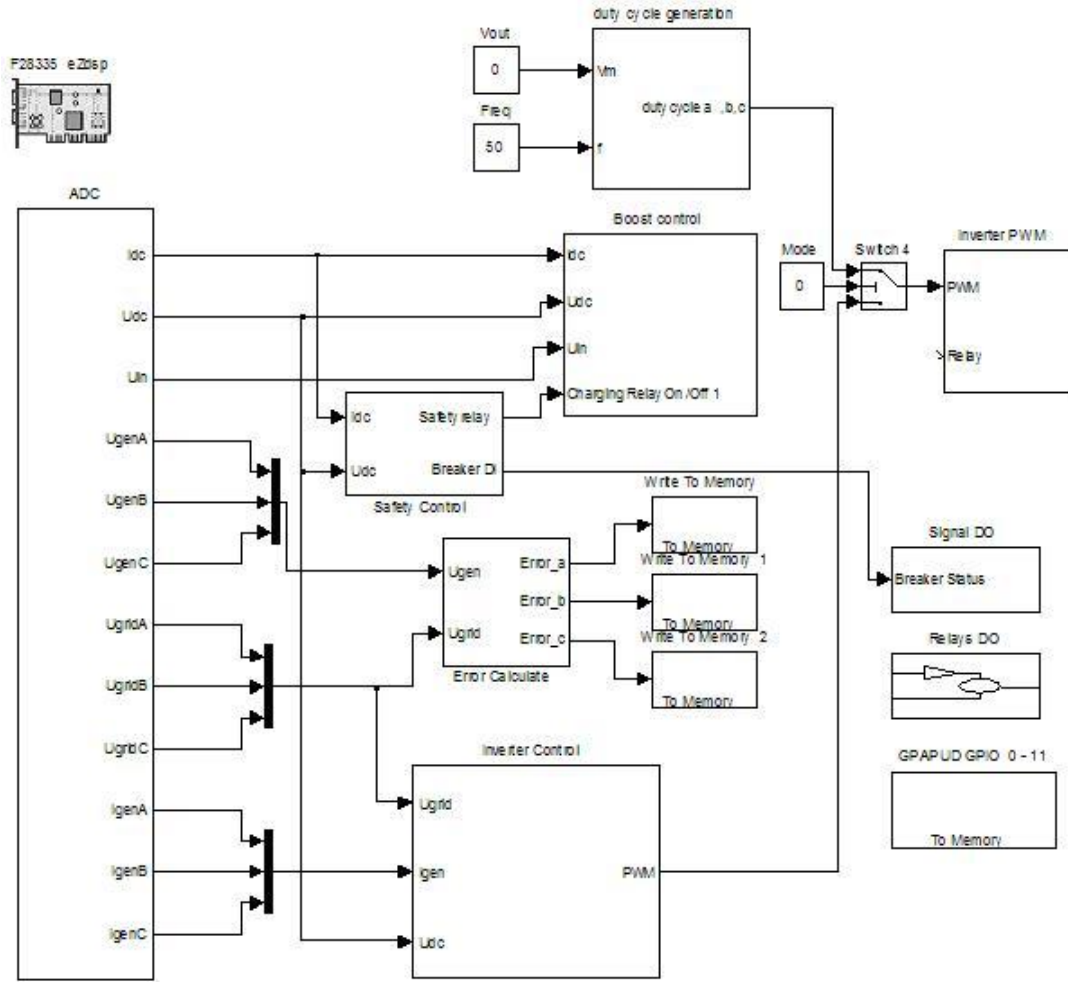 duty cycle generation
Vout
0
Vm
F28335 eZdsp
duty cycle a ,b,c
Freq
50
f
ADC
Boost control
Idc
Idc
Mode
0
Switch 4
Inverter PWM
PWM
Relay
Udc
Udc
Uin
Uin
Charging Relay On /Off 1
Idc
Safety relay
Udc
Breaker DI
Safety Control
UgenA
UgenB
UgenC
Write To Memory
To Memory
Write To Memory 1
To Memory
Write To Memory 2
To Memory
Ugen
Error_a
Error_b
Ugrid
Error_c
Error Calculate
Signal DO
Breaker Status
Relays DO
UgridA
UgridB
UgridC
Inverter Control
GPAPUD GPIO 0 - 11
To Memory
Ugrid
IgenA
Igen
PWM
IgenB
IgenC
Udc